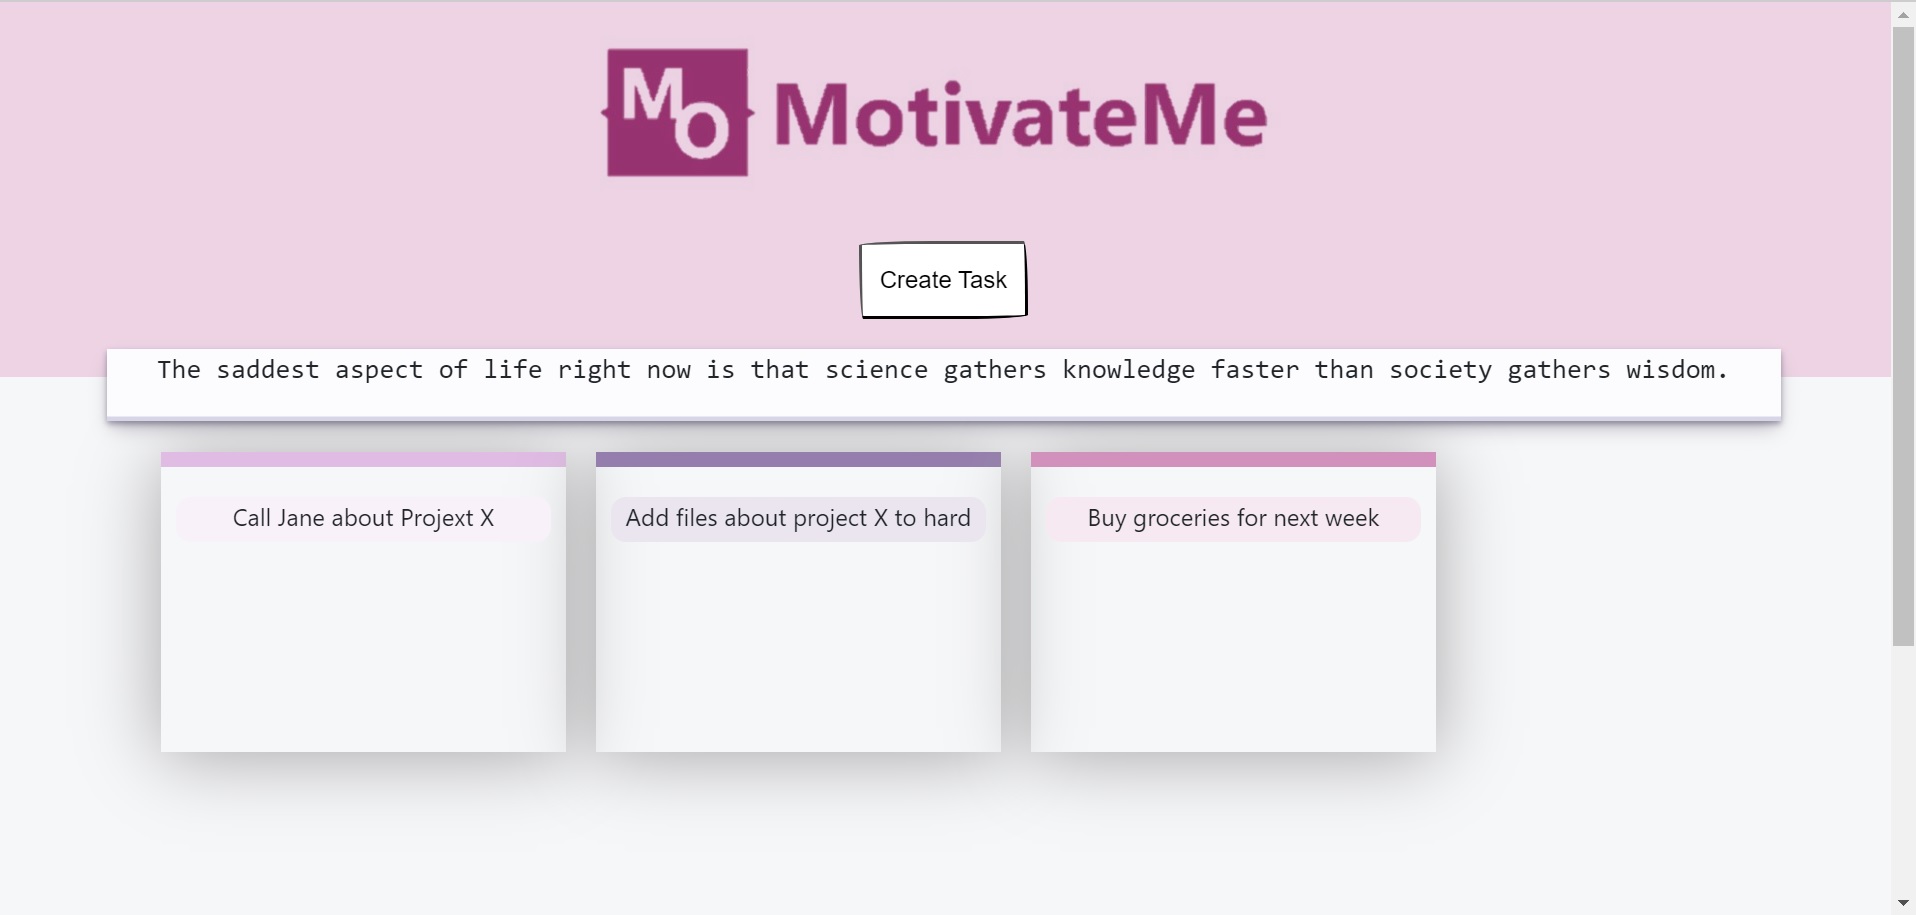 MO MotivateMe
Create Task
The saddest aspect of life right now is that science gathers knowledge faster than society gathers wisdom.
Call Jane about Projext X
Add files about project X to hard
Buy groceries for next week